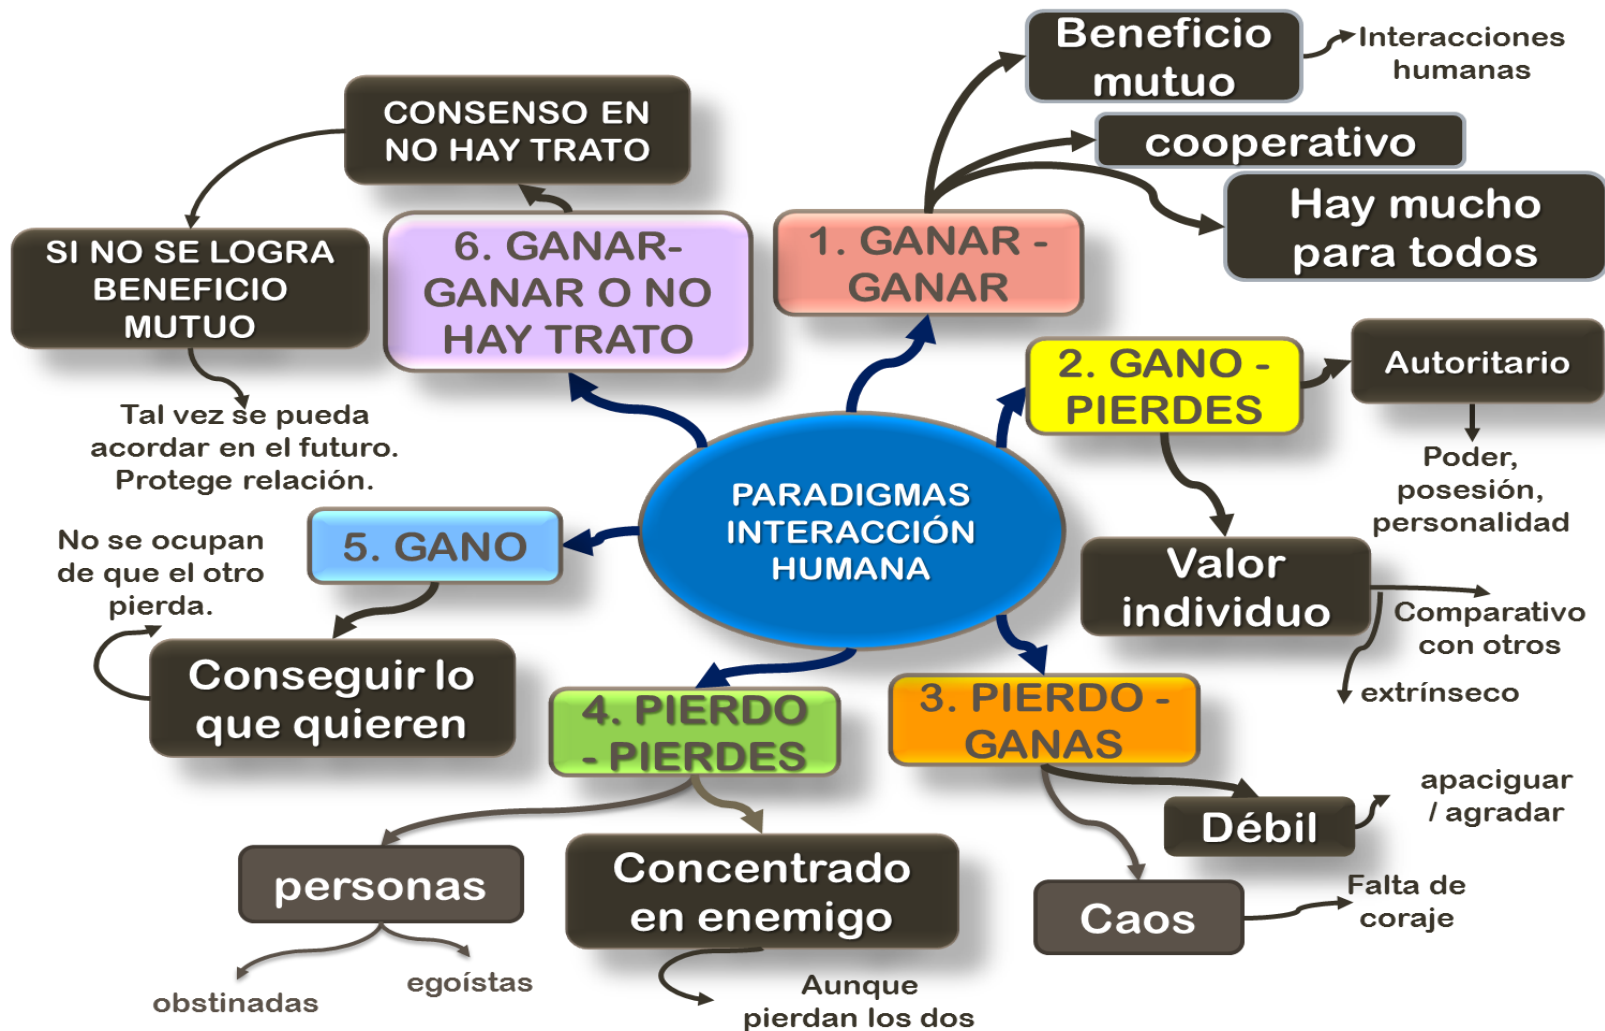 PARADIGMAS
INTERACCIÓN
HUMANA
1. GANAR -
GANAR
Beneficio
mutuo
Interacciones
humanas
cooperativo
Hay mucho
para todos
2. GANO -
PIERDES
Autoritario
Poder,
posesión,
personalidad
Valor
individuo
Comparativo
con otros
extrínseco
3. PIERDO -
GANAS
Débil
apaciguar
/ agradar
Caos
Falta de
coraje
4. PIERDO
- PIERDES
personas
obstinadas
egoístas
Concentrado
en enemigo
Aunque
pierdan los dos
5. GANO
Conseguir lo
que quieren
No se ocupan
de que el otro
pierda.
6. GANAR-
GANAR O NO
HAY TRATO
CONSENSO EN
NO HAY TRATO
SI NO SE LOGRA
BENEFICIO
MUTUO
Tal vez se pueda
acordar en el futuro.
Protege relación.